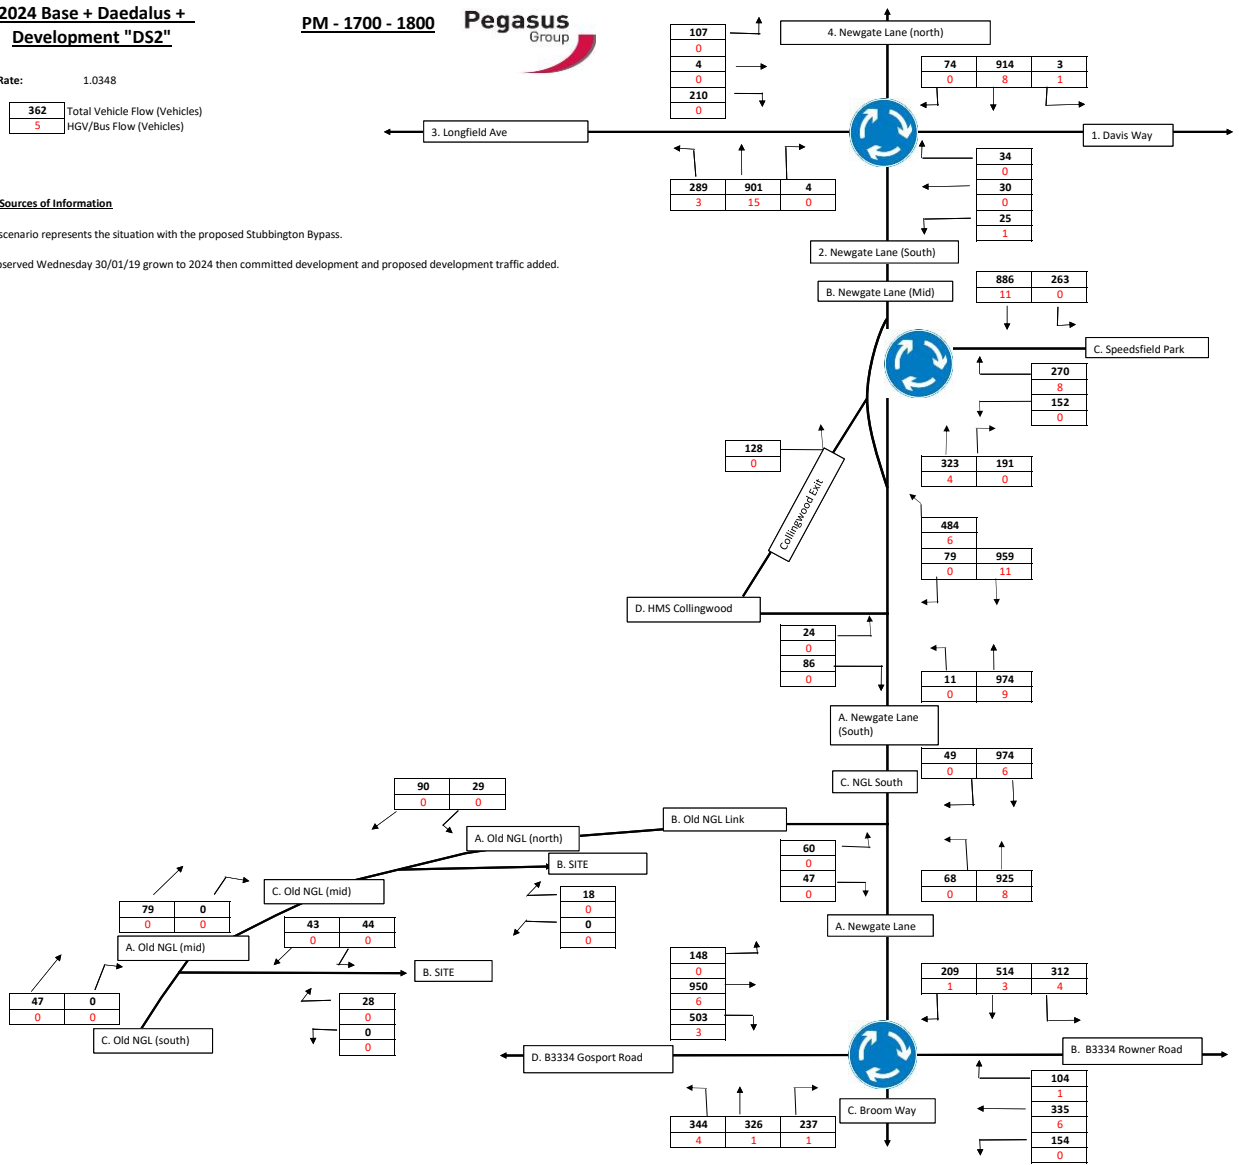 2024 Base + Daedalus +
Development "DS2"
PM - 1700 - 1800
Pegasus
Group
Rate: 1.0348
362 Total Vehicle Flow (Vehicles)
5 HGV/Bus Flow (Vehicles)
Sources of Information
scenario represents the situation with the proposed Stubbington Bypass.
served Wednesday 30/01/19 grown to 2024 then committed development and proposed development traffic added.
107
0
4
0
210
0
4. Newgate Lane (north)
74 914 3
0 8 1
3. Longfield Ave
1. Davis Way
289 901 4
3 15 0
34
0
30
0
25
1
2. Newgate Lane (South)
B. Newgate Lane (Mid)
886 263
11 0
C. Speedsfield Park
270
8
152
0
128
0
323 191
4 0
Collingwood Exit
484
6
79 959
0 11
D. HMS Collingwood
24
0
86
0
11 974
0 9
A. Newgate Lane
(South)
49 974
0 6
C. NGL South
90 29
0 0
B. Old NGL Link
A. Old NGL (north)
60
0
47
0
68 925
0 8
B. SITE
C. Old NGL (mid)
18
0
0
0
79 0
0 0
43 44
0 0
A. Newgate Lane
A. Old NGL (mid)
B. SITE
148
0
950
6
503
3
209 514 312
1 3 4
47 0
0 0
28
0
0
0
C. Old NGL (south)
D. B3334 Gosport Road
B. B3334 Rowner Road
344 326 237
4 1 1
C. Broom Way
104
1
335
6
154
0